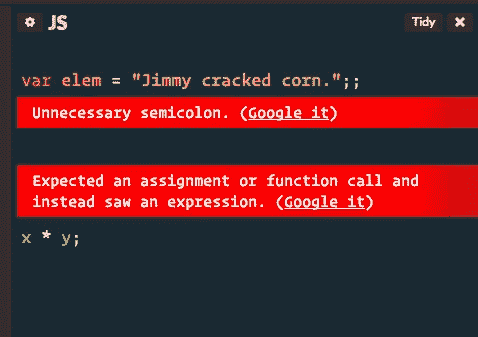 JS
Tidy
var elem = "Jimmy cracked corn.";;
Unnecessary semicolon. (Google it)
Expected an assignment or function call and
instead saw an expression. (Google it)
x * y;